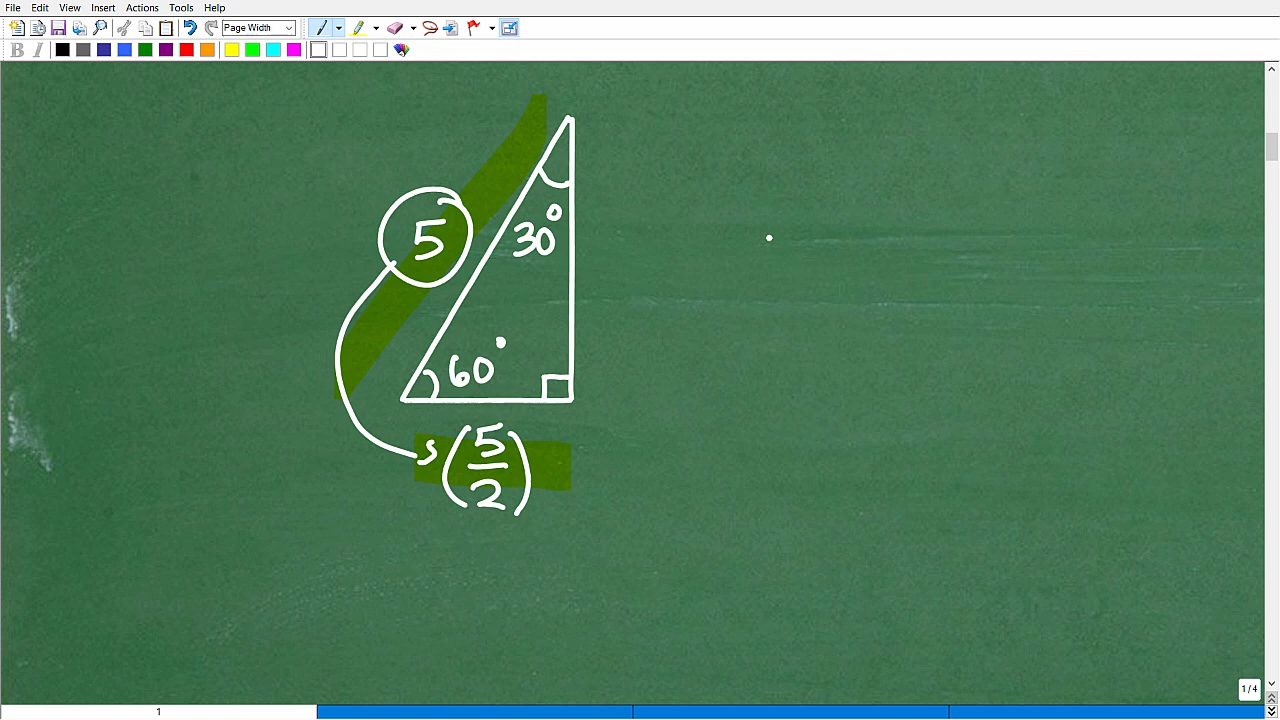 File Edit View Insert Actions Tools Help
Page Width
B I
5
30°
60°
s (5/2)
1 / 4
1